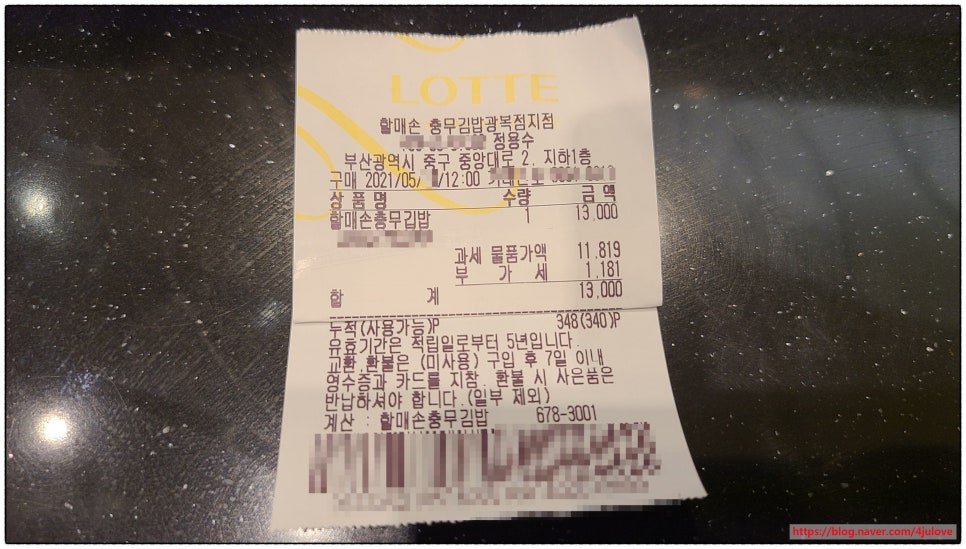 LOTTE
할매손 충무김밥광복점지점
정용수
부산광역시 중구 중앙대로 2. 지하1층
구매 2021/05/ /12:00
상 품 명 수량 금 액
할매손충무김밥 1 13,000
과세 물품가액 11,819
부 가 세 1,181
합 계 13,000
누적(사용가능)P 348(340)P
유효기간은 적립일로부터 5년입니다.
교환,환불은 (미사용) 구입 후 7일 이내
영수증과 카드를 지참. 환불 시 사은품은
반납하셔야 합니다.(일부 제외)
계산 : 할매손충무김밥 678-3001
https://blog.naver.com/4julove